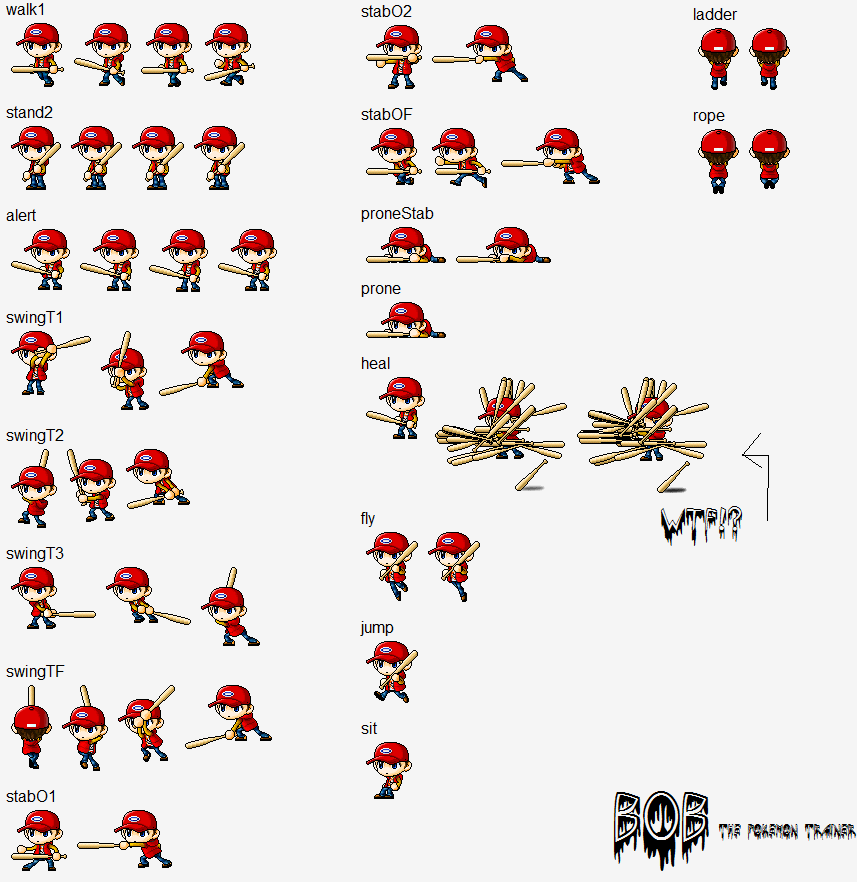 walk1
stand2
alert
swingT1
swingT2
swingT3
swingTF
stabO1
stabO2
stabOF
proneStab
prone
heal
WTF!?
fly
jump
sit
ladder
rope
BOB THE POKEMON TRAINER